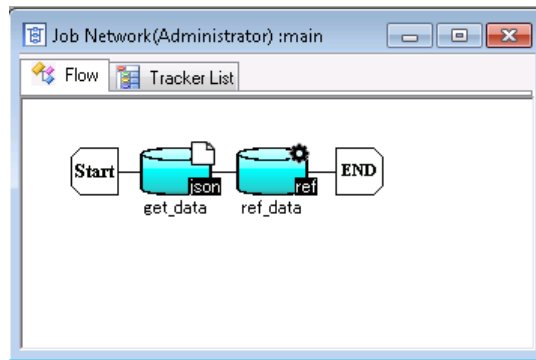 Job Network(Administrator) :main
Flow
Tracker List
Start
json
ref
END
get_data
ref_data